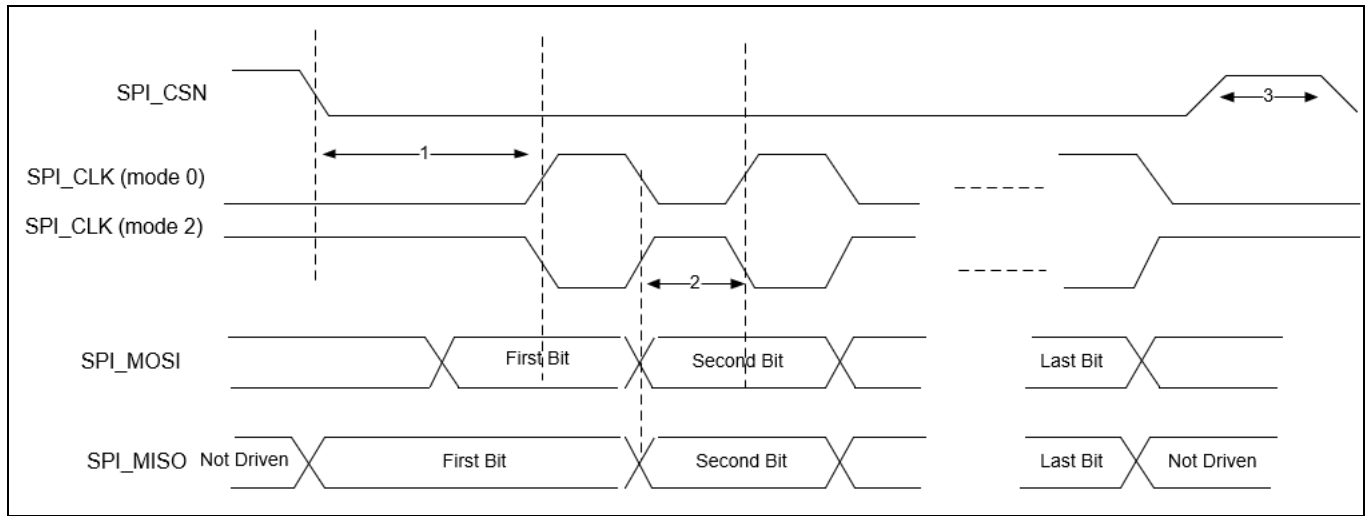 SPI_CSN
3
1
SPI_CLK (mode 0)
SPI_CLK (mode 2)
2
SPI_MOSI First Bit Second Bit Last Bit
SPI_MISO Not Driven First Bit Second Bit Last Bit Not Driven